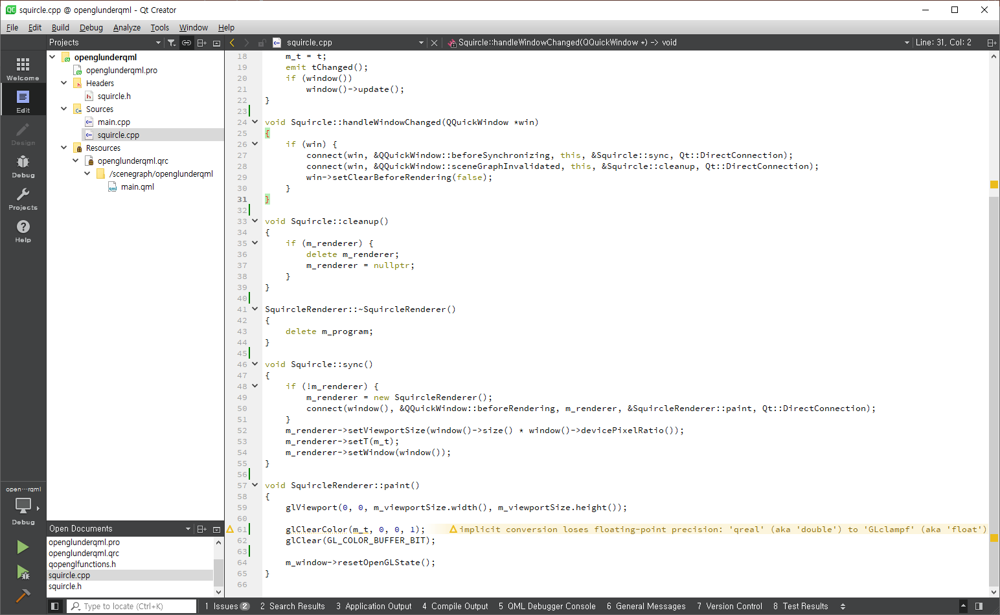 squircle.cpp @ openglunderqml - Qt Creator
File Edit Build Debug Analyze Tools Window Help
Projects
squircle.cpp
Squircle::handleWindowChanged(QQuickWindow *) -> void
Line: 31, Col: 2
Welcome
Edit
Design
Debug
Projects
Help
open···rqml
Debug
openglunderqml
openglunderqml.pro
Headers
squircle.h
Sources
main.cpp
squircle.cpp
Resources
openglunderqml.qrc
/scenegraph/openglunderqml
main.qml
Open Documents
openglunderqml.pro
openglunderqml.qrc
qopenglfunctions.h
squircle.cpp
squircle.h
18 m_t = t;
19 emit tChanged();
20 if (window())
21 window()->update();
22 }
23
24 void Squircle::handleWindowChanged(QQuickWindow *win)
25 {
26 if (win) {
27 connect(win, &QQuickWindow::beforeSynchronizing, this, &Squircle::sync, Qt::DirectConnection);
28 connect(win, &QQuickWindow::sceneGraphInvalidated, this, &Squircle::cleanup, Qt::DirectConnection);
29 win->setClearBeforeRendering(false);
30 }
31 }
32
33 void Squircle::cleanup()
34 {
35 if (m_renderer) {
36 delete m_renderer;
37 m_renderer = nullptr;
38 }
39 }
40
41 SquircleRenderer::~SquircleRenderer()
42 {
43 delete m_program;
44 }
45
46 void Squircle::sync()
47 {
48 if (!m_renderer) {
49 m_renderer = new SquircleRenderer();
50 connect(window(), &QQuickWindow::beforeRendering, m_renderer, &SquircleRenderer::paint, Qt::DirectConnection);
51 }
52 m_renderer->setViewportSize(window()->size() * window()->devicePixelRatio());
53 m_renderer->setT(m_t);
54 m_renderer->setWindow(window());
55 }
56
57 void SquircleRenderer::paint()
58 {
59 glViewport(0, 0, m_viewportSize.width(), m_viewportSize.height());
60
61 glClearColor(m_t, 0, 0, 1); implicit conversion loses floating-point precision: 'qreal' (aka 'double') to 'GLclampf' (aka 'float')
62 glClear(GL_COLOR_BUFFER_BIT);
63
64 m_window->resetOpenGLState();
65 }
66
Type to locate (Ctrl+K)
1 Issues 2 2 Search Results 3 Application Output 4 Compile Output 5 QML Debugger Console 6 General Messages 7 Version Control 8 Test Results